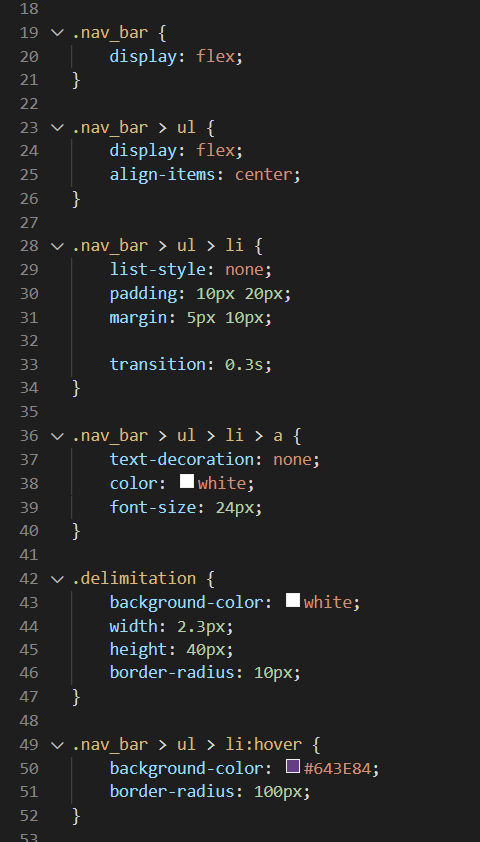 18
19 .nav_bar {
20     display: flex;
21 }
22
23 .nav_bar > ul {
24     display: flex;
25     align-items: center;
26 }
27
28 .nav_bar > ul > li {
29     list-style: none;
30     padding: 10px 20px;
31     margin: 5px 10px;
32
33     transition: 0.3s;
34 }
35
36 .nav_bar > ul > li > a {
37     text-decoration: none;
38     color: white;
39     font-size: 24px;
40 }
41
42 .delimitation {
43     background-color: white;
44     width: 2.3px;
45     height: 40px;
46     border-radius: 10px;
47 }
48
49 .nav_bar > ul > li:hover {
50     background-color: #643E84;
51     border-radius: 100px;
52 }
53